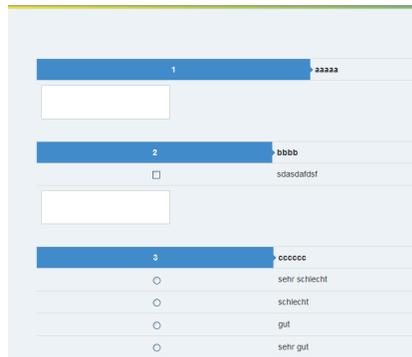 1 aaaaa
2 bbbb
sdasdafdsf
3 cccccc
sehr schlecht
schlecht
gut
sehr gut